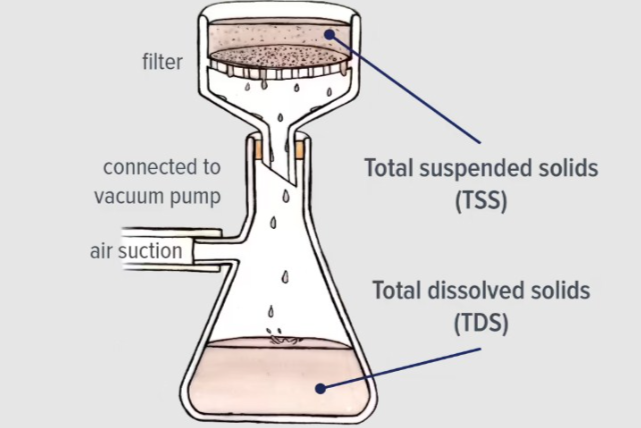 filter
Total suspended solids
(TSS)
connected to
vacuum pump
air suction
Total dissolved solids
(TDS)